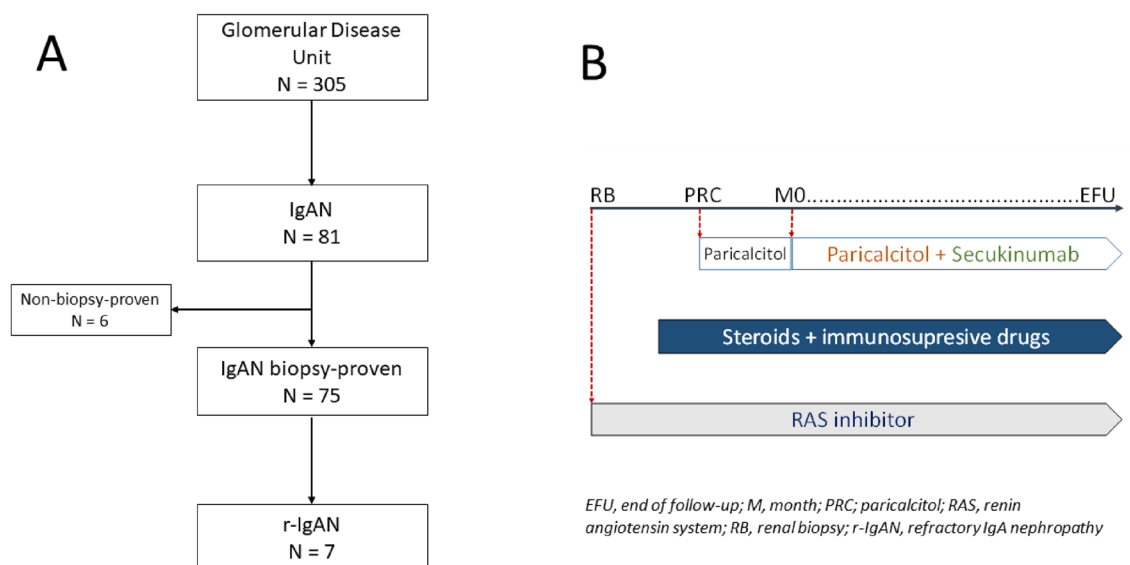 A
Glomerular Disease
Unit
N = 305
IgAN
N = 81
Non-biopsy-proven
N = 6
IgAN biopsy-proven
N = 75
r-IgAN
N = 7
B
RB PRC M0..................................................EFU
Paricalcitol Paricalcitol + Secukinumab
Steroids + immunosupresive drugs
RAS inhibitor
EFU, end of follow-up; M, month; PRC; paricalcitol; RAS, renin
angiotensin system; RB, renal biopsy; r-IgAN, refractory IgA nephropathy